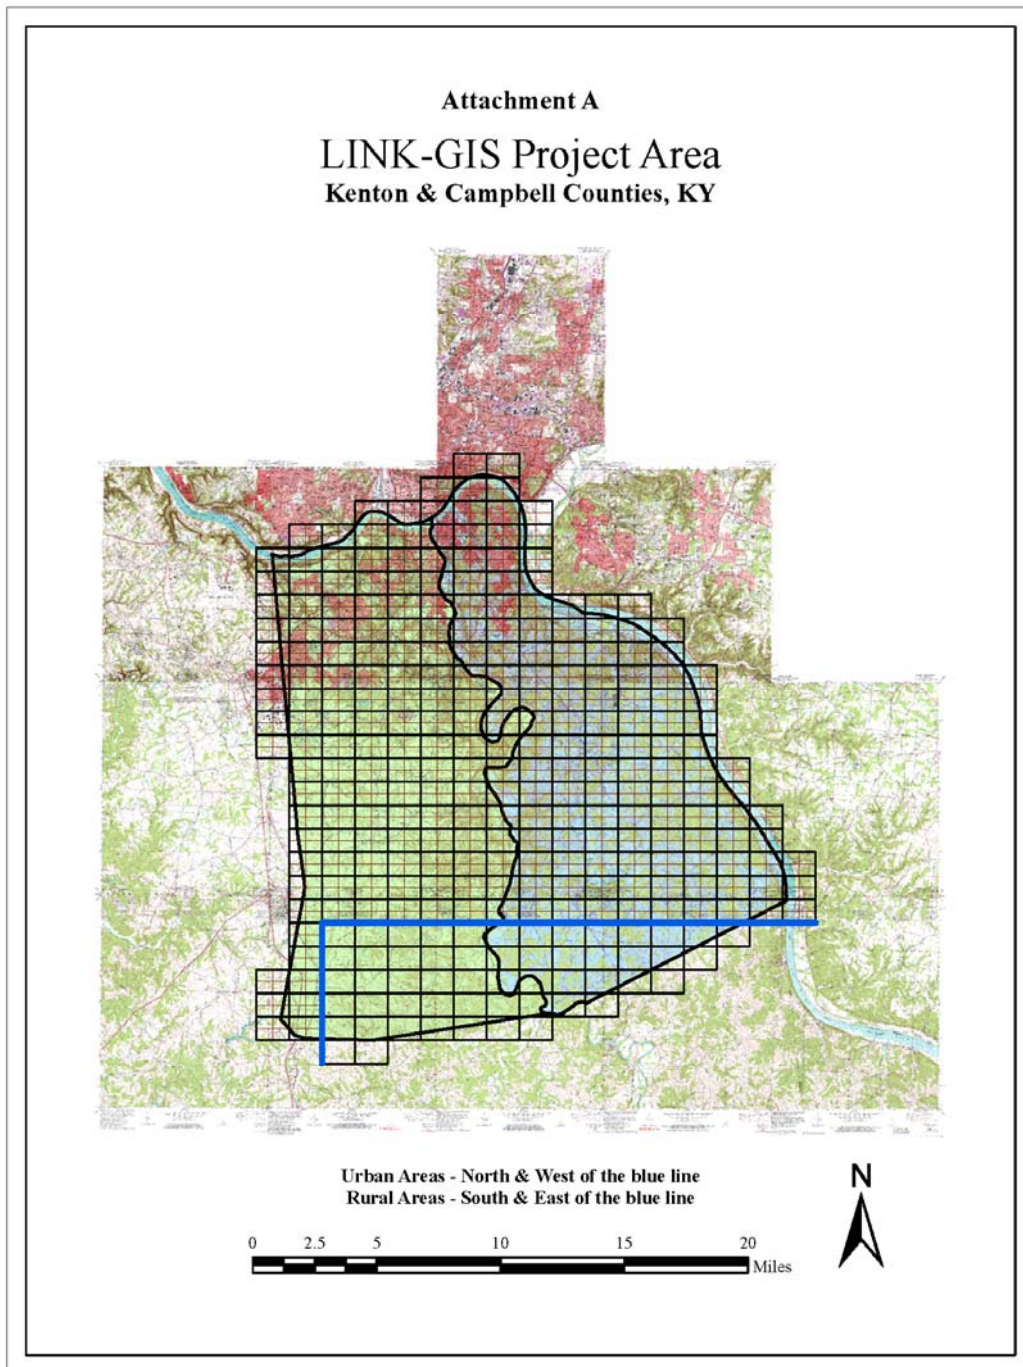 Attachment A
LINK-GIS Project Area
Kenton & Campbell Counties, KY
Urban Areas - North & West of the blue line
Rural Areas - South & East of the blue line
N
0 2.5 5 10 15 20
Miles